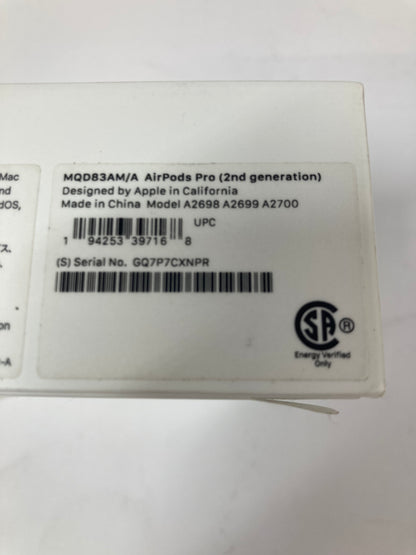 Mac
nd
dOS,
ス、
れ.
on
-A
MQD83AM/A AirPods Pro (2nd generation)
Designed by Apple in California
Made in China Model A2698 A2699 A2700
UPC
1 94253 39716 8
(S) Serial No. GQ7P7CXNPR
SA ®
Energy Verified
Only